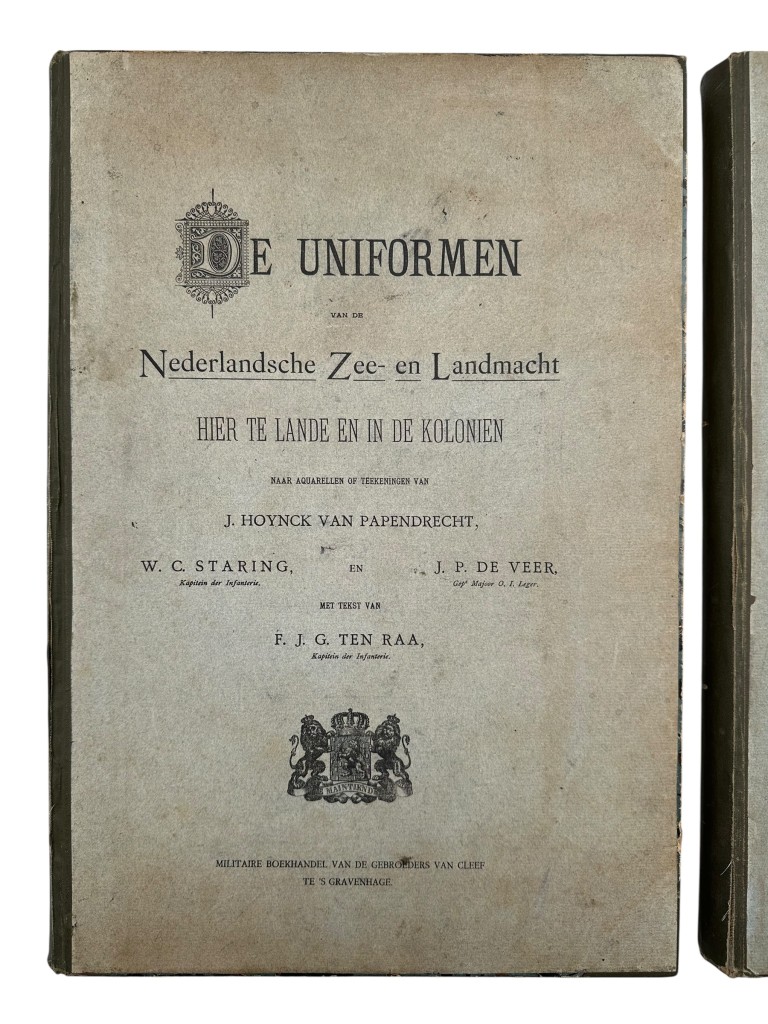 DE UNIFORMEN
VAN DE
Nederlandsche Zee- en Landmacht
HIER TE LANDE EN IN DE KOLONIEN
NAAR AQUARELLEN OF TEEKENINGEN VAN
J. HOYNCK VAN PAPENDRECHT,
W. C. STARING, EN J. P. DE VEER,
Kapitein der Infanterie. Gepd Majoor O. I. Leger.
MET TEKST VAN
F. J. G. TEN RAA,
Kapitein der Infanterie.
MAINTIENDRAI
MILITAIRE BOEKHANDEL VAN DE GEBROEDERS VAN CLEEF
TE 'S GRAVENHAGE.